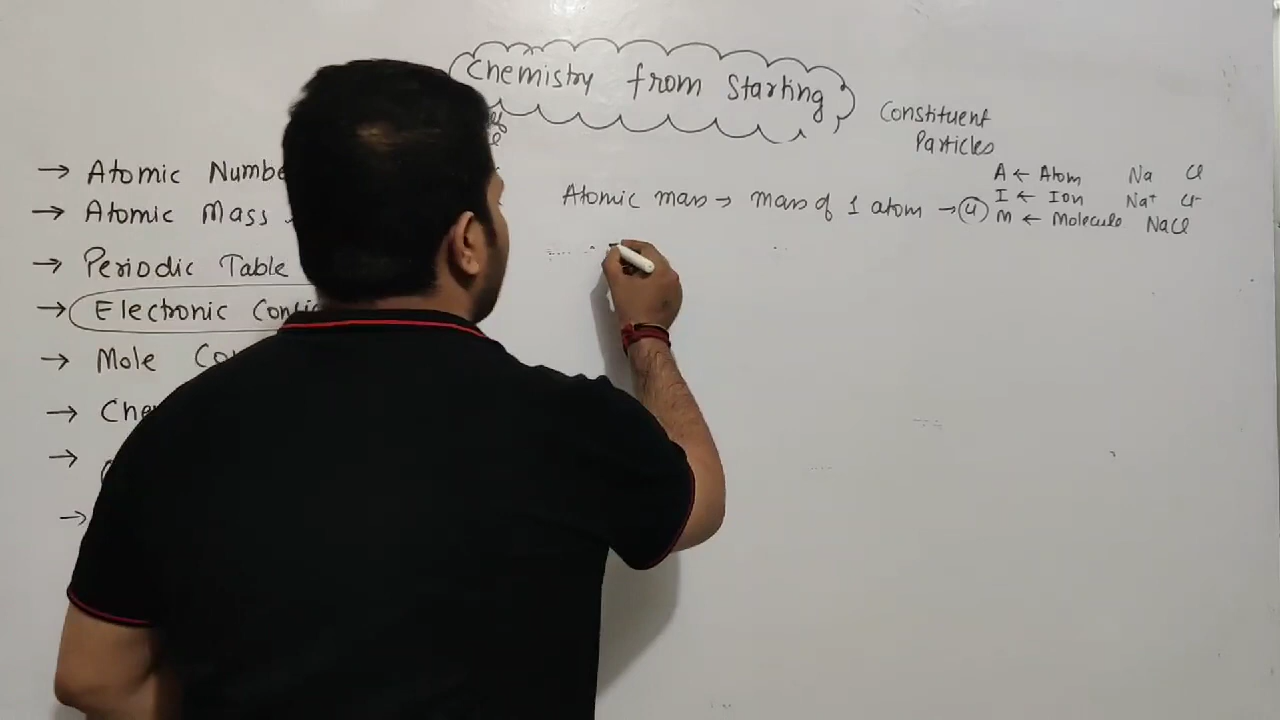 Chemistry from Starting
Constituent
Particles
→ Atomic Numbe
→ Atomic Mass
→ Periodic Table
→ Electronic Confi
→ Mole Co
→ Che
→
→
Atomic mass → mass of 1 atom → u
A ← Atom Na Cl
I ← Ion Na⁺ Cl⁻
M ← Molecule NaCl